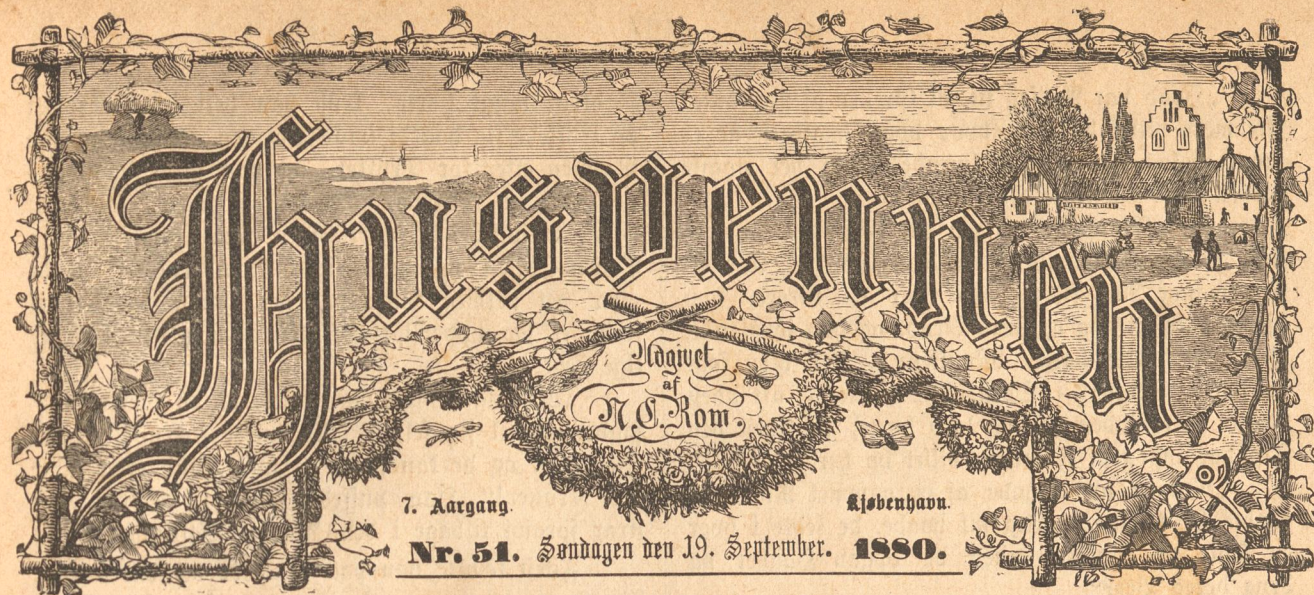 Husvennen
Udgivet
af
N. C. Rom.
7. Aargang.
Kjøbenhavn.
Nr. 51. Søndagen den 19. September. 1880.